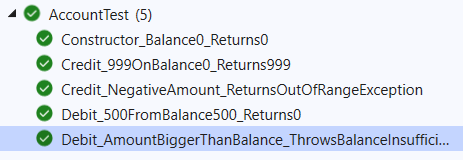 AccountTest (5)
Constructor_Balance0_Returns0
Credit_999OnBalance0_Returns999
Credit_NegativeAmount_ReturnsOutOfRangeException
Debit_500FromBalance500_Returns0
Debit_AmountBiggerThanBalance_ThrowsBalanceInsuffici...